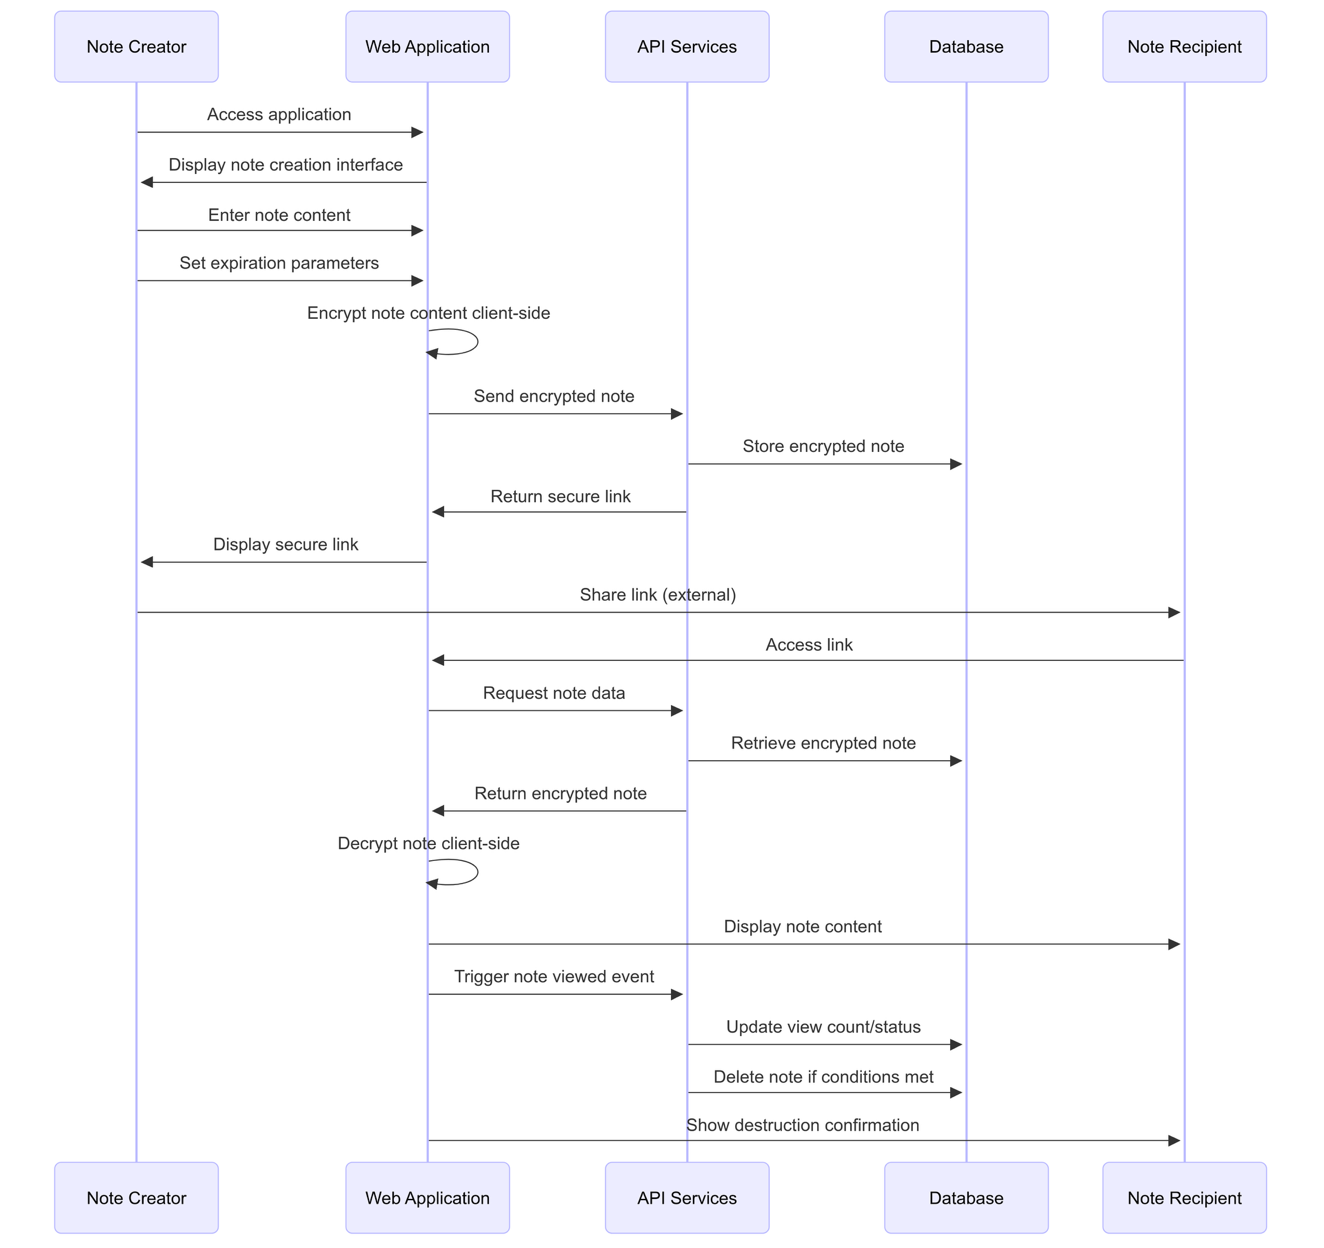 Note Creator
Web Application
API Services
Database
Note Recipient
Access application
Display note creation interface
Enter note content
Set expiration parameters
Encrypt note content client-side
Send encrypted note
Store encrypted note
Return secure link
Display secure link
Share link (external)
Access link
Request note data
Retrieve encrypted note
Return encrypted note
Decrypt note client-side
Display note content
Trigger note viewed event
Update view count/status
Delete note if conditions met
Show destruction confirmation
Note Creator
Web Application
API Services
Database
Note Recipient